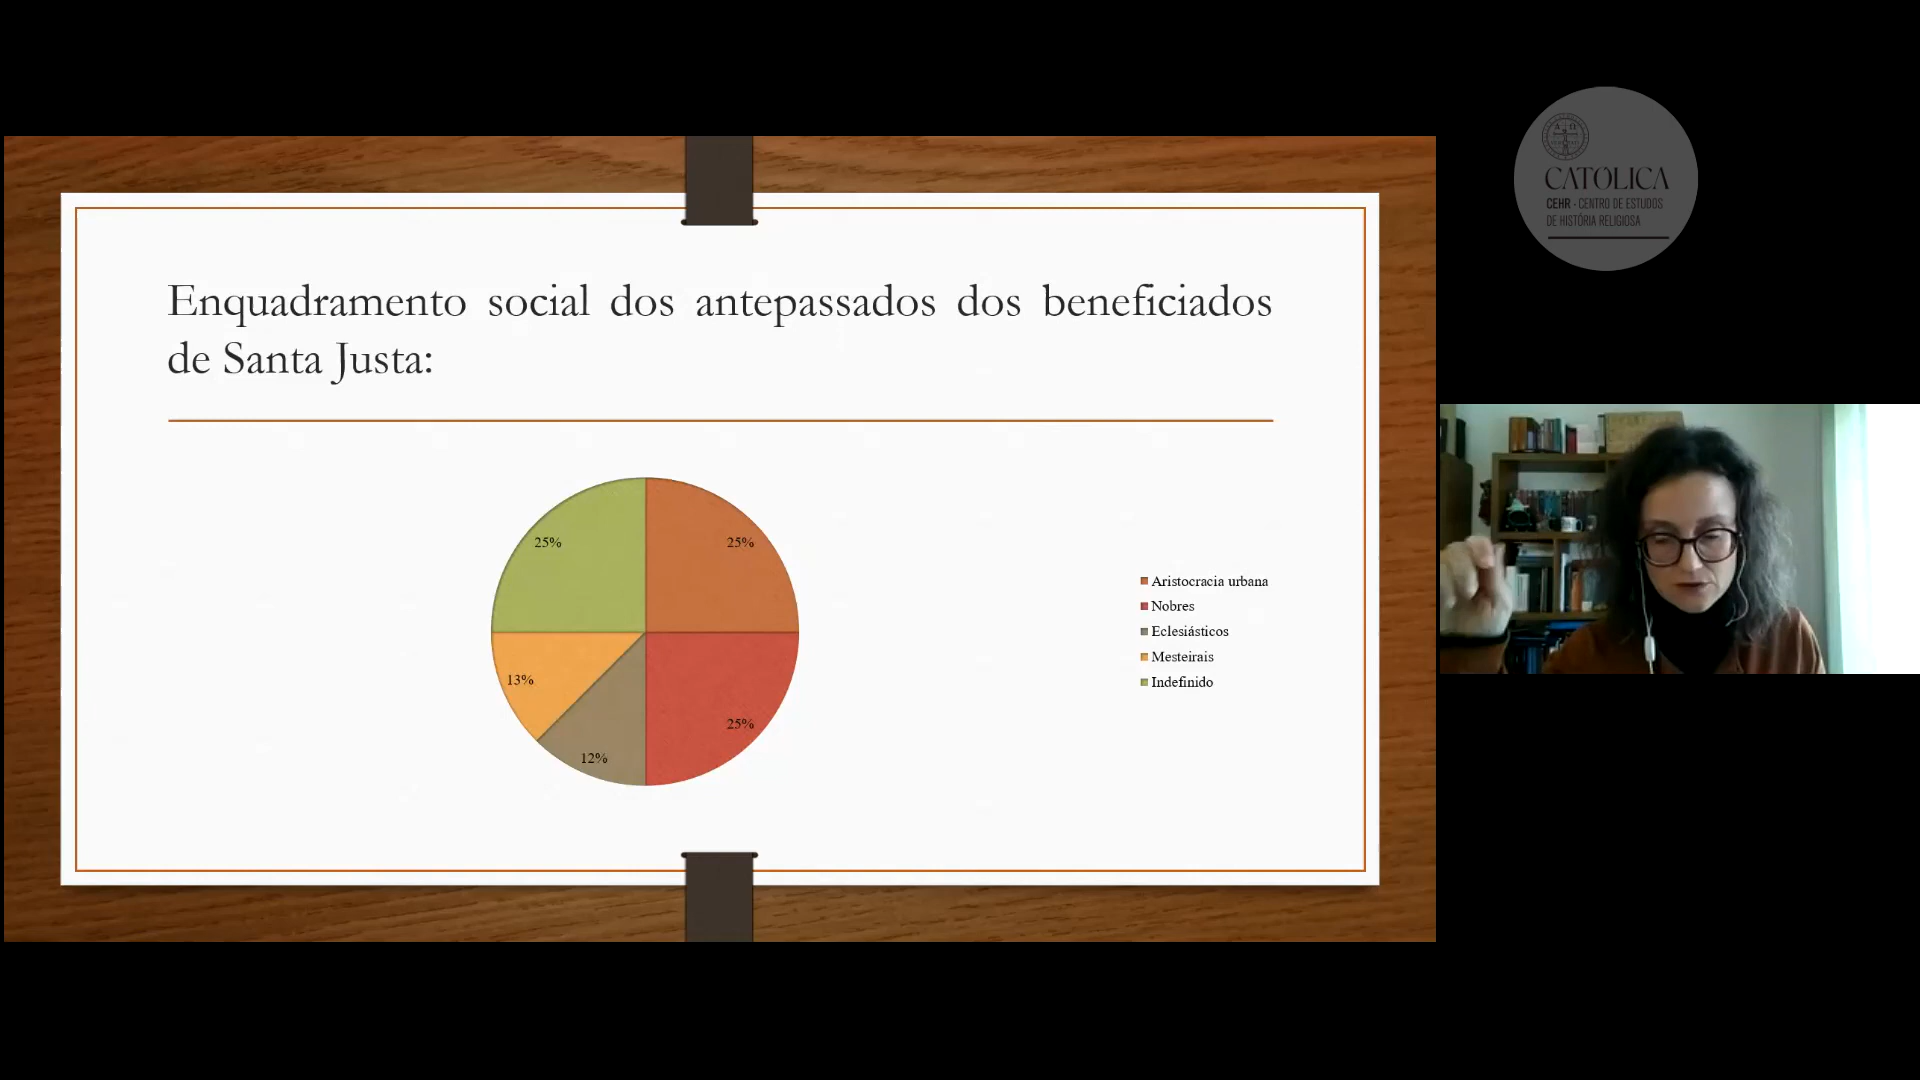 Enquadramento social dos antepassados dos beneficiados
de Santa Justa:
25%
25%
13%
12%
25%
Aristocracia urbana
Nobres
Eclesiásticos
Mesteirais
Indefinido
CATOLICA
CEHR - CENTRO DE ESTUDOS
DE HISTÓRIA RELIGIOSA